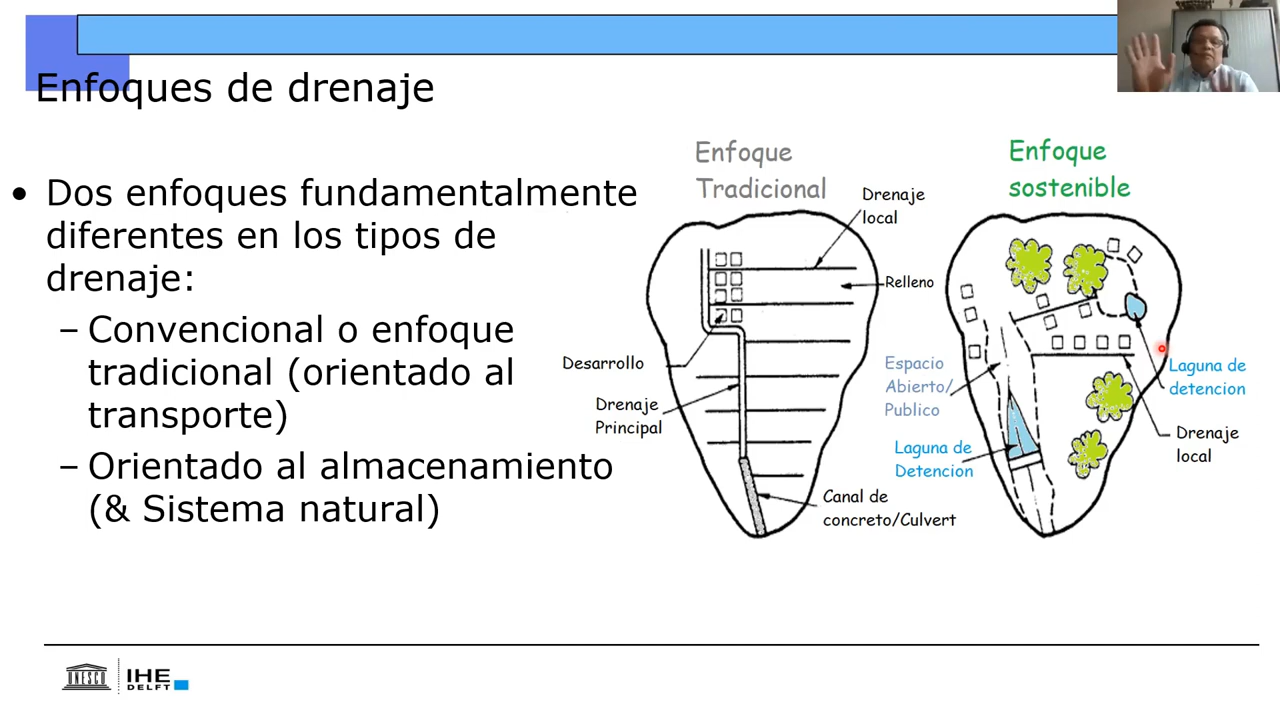 Enfoques de drenaje
• Dos enfoques fundamentalmente
diferentes en los tipos de
drenaje:
– Convencional o enfoque
tradicional (orientado al
transporte)
– Orientado al almacenamiento
(& Sistema natural)
Enfoque
Tradicional
Drenaje
local
Relleno
Desarrollo
Drenaje
Principal
Canal de
concreto/Culvert
Enfoque
sostenible
Espacio
Abierto/
Publico
Laguna de
detencion
Laguna de
Detencion
Drenaje
local
UNESCO
IHE
DELFT